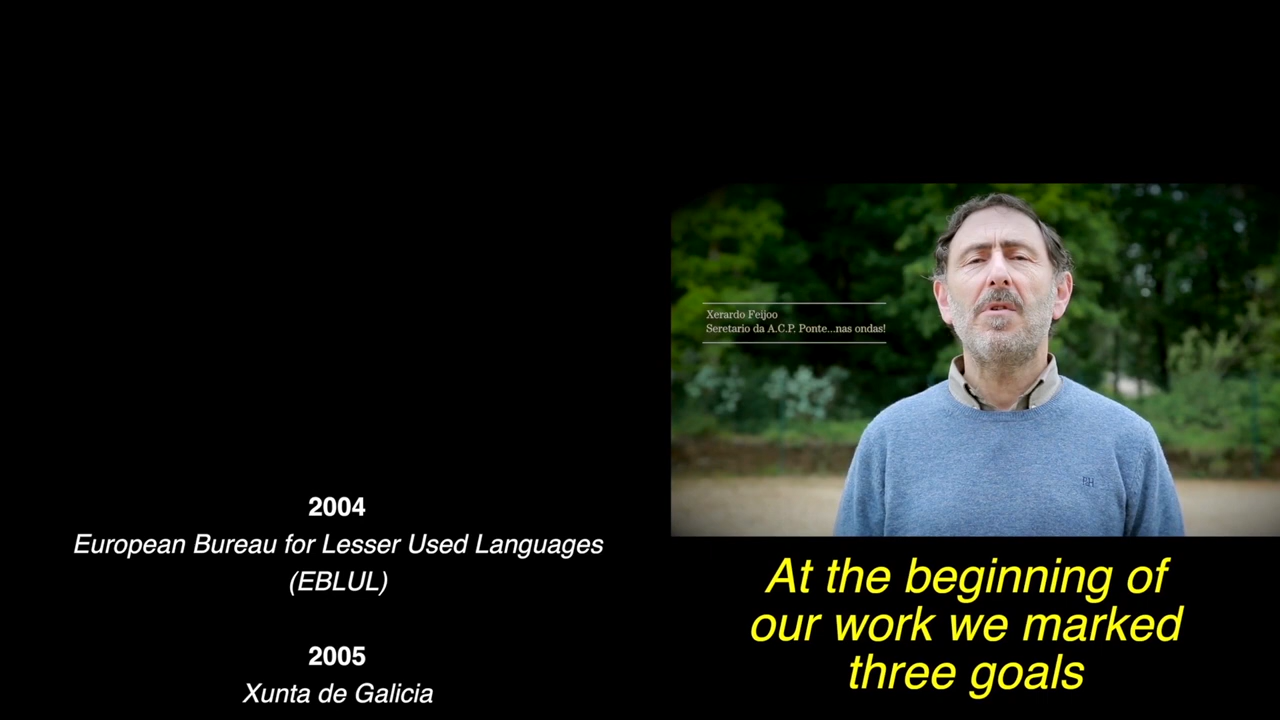 Xerardo Feijoo
Seretario da A.C.P. Ponte...nas ondas!
2004
European Bureau for Lesser Used Languages
(EBLUL)
2005
Xunta de Galicia
At the beginning of
our work we marked
three goals